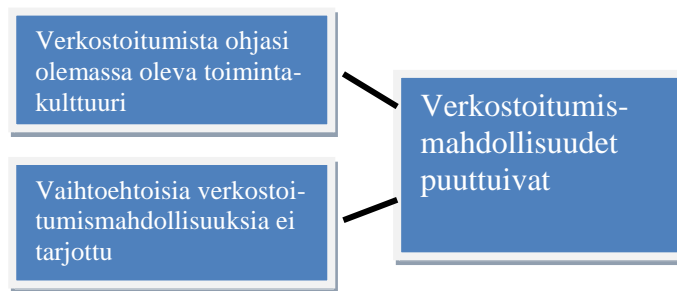 Verkostoitumista ohjasi
olemassa oleva toiminta-
kulttuuri
Vaihtoehtoisia verkostoi-
tumismahdollisuuksia ei
tarjottu
Verkostoitumis-
mahdollisuudet
puuttuivat